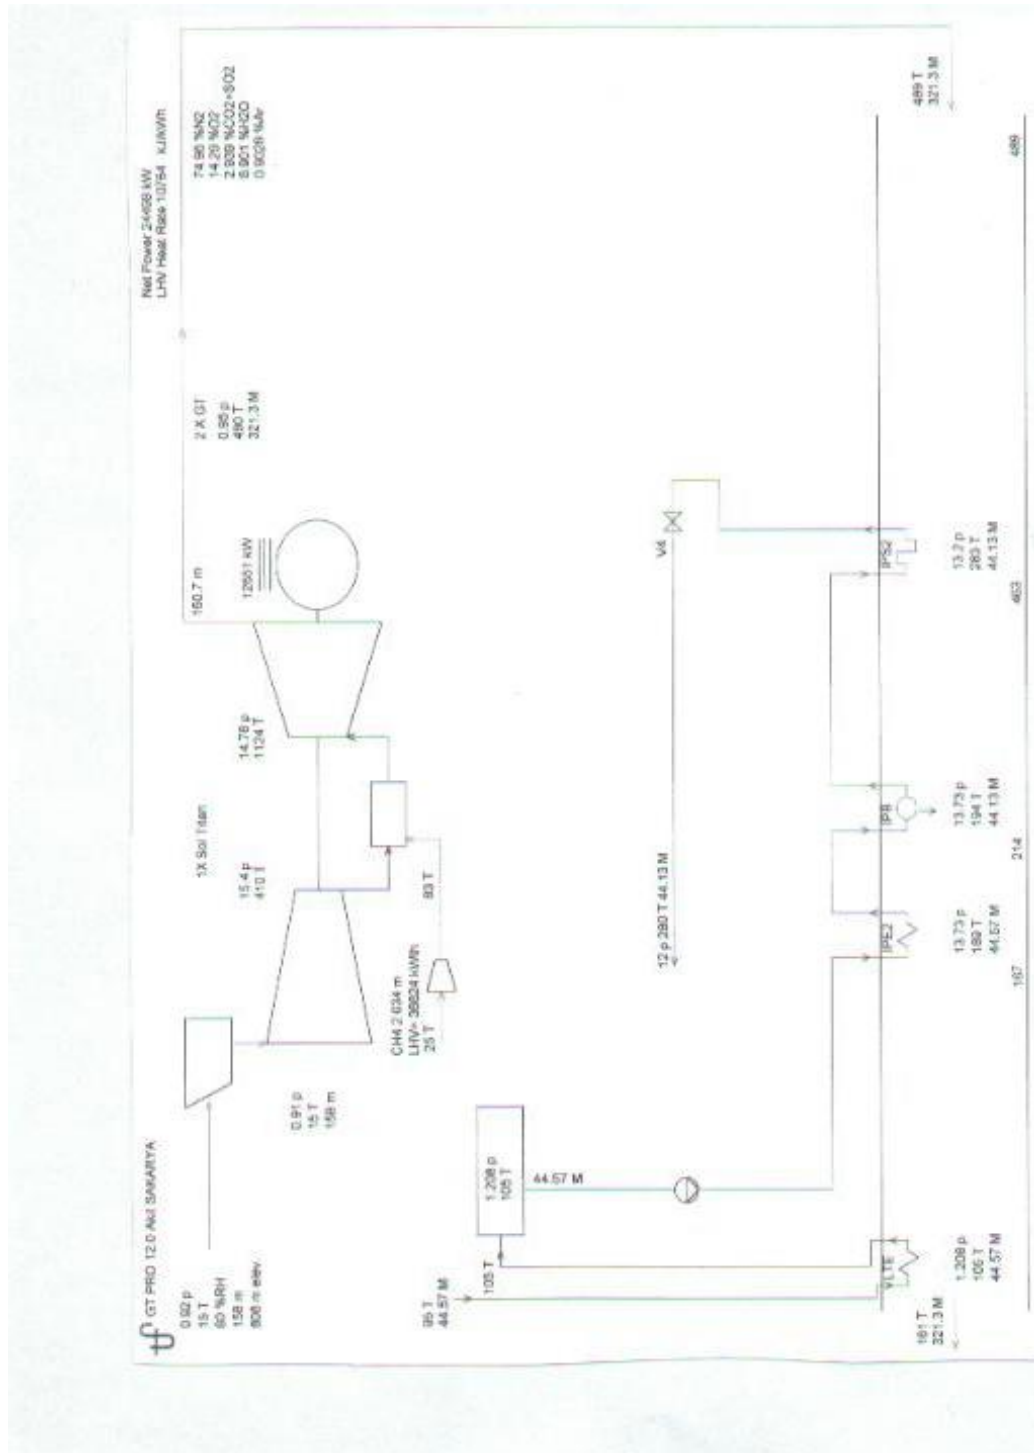 GT PRO 12.0 Akil SAKARYA
Net Power 24498 kW
LHV Heat Rate 10764 kJ/kWh
0.92 p
15 T
60 %RH
158 m
808 m elev.
0.91 p
15 T
158 m
1X Sol Titan
15.4 p
410 T
14.78 p
1124 T
12651 kW
160.7 m
2 X GT
0.95 p
490 T
321.3 M
74.96 %N2
14.29 %O2
2.939 %CO2+SO2
6.901 %H2O
0.9028 %Ar
CH4 2.634 m
LHV= 36624 kWth
25 T
83 T
489 T
321.3 M
1.208 p
105 T
105 T
44.57 M
95 T
44.57 M
12 p 280 T 44.13 M
V4
VLTE
IPE2
IPB
IPS2
161 T
321.3 M
1.208 p
105 T
44.57 M
13.73 p
189 T
44.57 M
13.73 p
194 T
44.13 M
13.2 p
283 T
44.13 M
167
214
463
489